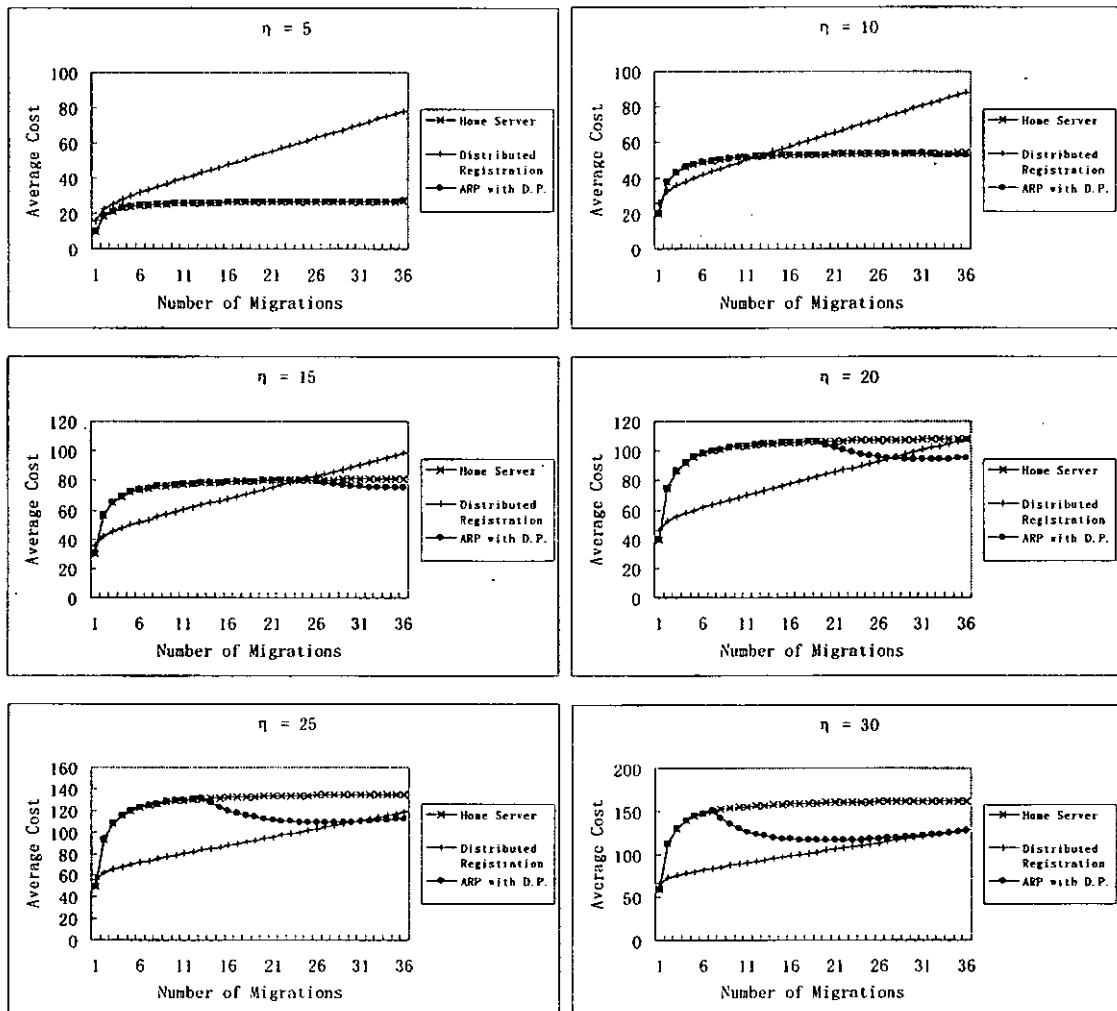 η = 5
100
80
60
40
20
0
Average Cost
1 6 11 16 21 26 31 36
Number of Migrations
Home Server
Distributed
Registration
ARP with D.P.
η = 10
100
80
60
40
20
0
Average Cost
1 6 11 16 21 26 31 36
Number of Migrations
Home Server
Distributed
Registration
ARP with D.P.
η = 15
120
100
80
60
40
20
0
Average Cost
1 6 11 16 21 26 31 36
Number of Migrations
Home Server
Distributed
Registration
ARP with D.P.
η = 20
120
100
80
60
40
20
0
Average Cost
1 6 11 16 21 26 31 36
Number of Migrations
Home Server
Distributed
Registration
ARP with D.P.
η = 25
160
140
120
100
80
60
40
20
0
Average Cost
1 6 11 16 21 26 31 36
Number of Migrations
Home Server
Distributed
Registration
ARP with D.P.
η = 30
200
150
100
50
0
Average Cost
1 6 11 16 21 26 31 36
Number of Migrations
Home Server
Distributed
Registration
ARP with D.P.